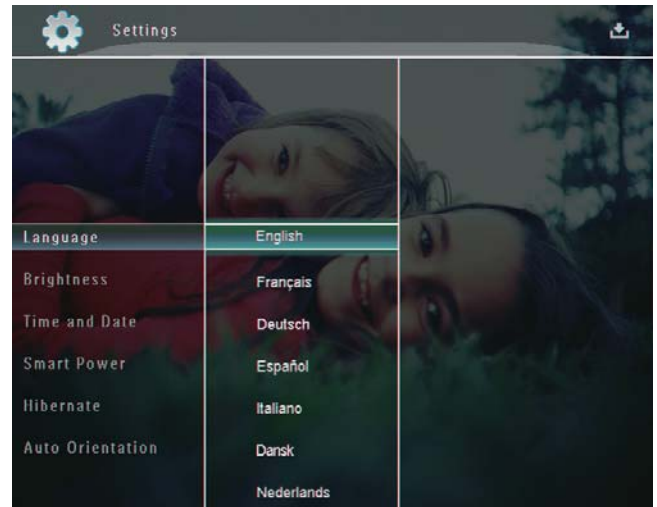 Settings
Language
Brightness
Time and Date
Smart Power
Hibernate
Auto Orientation
English
Français
Deutsch
Español
Italiano
Dansk
Nederlands